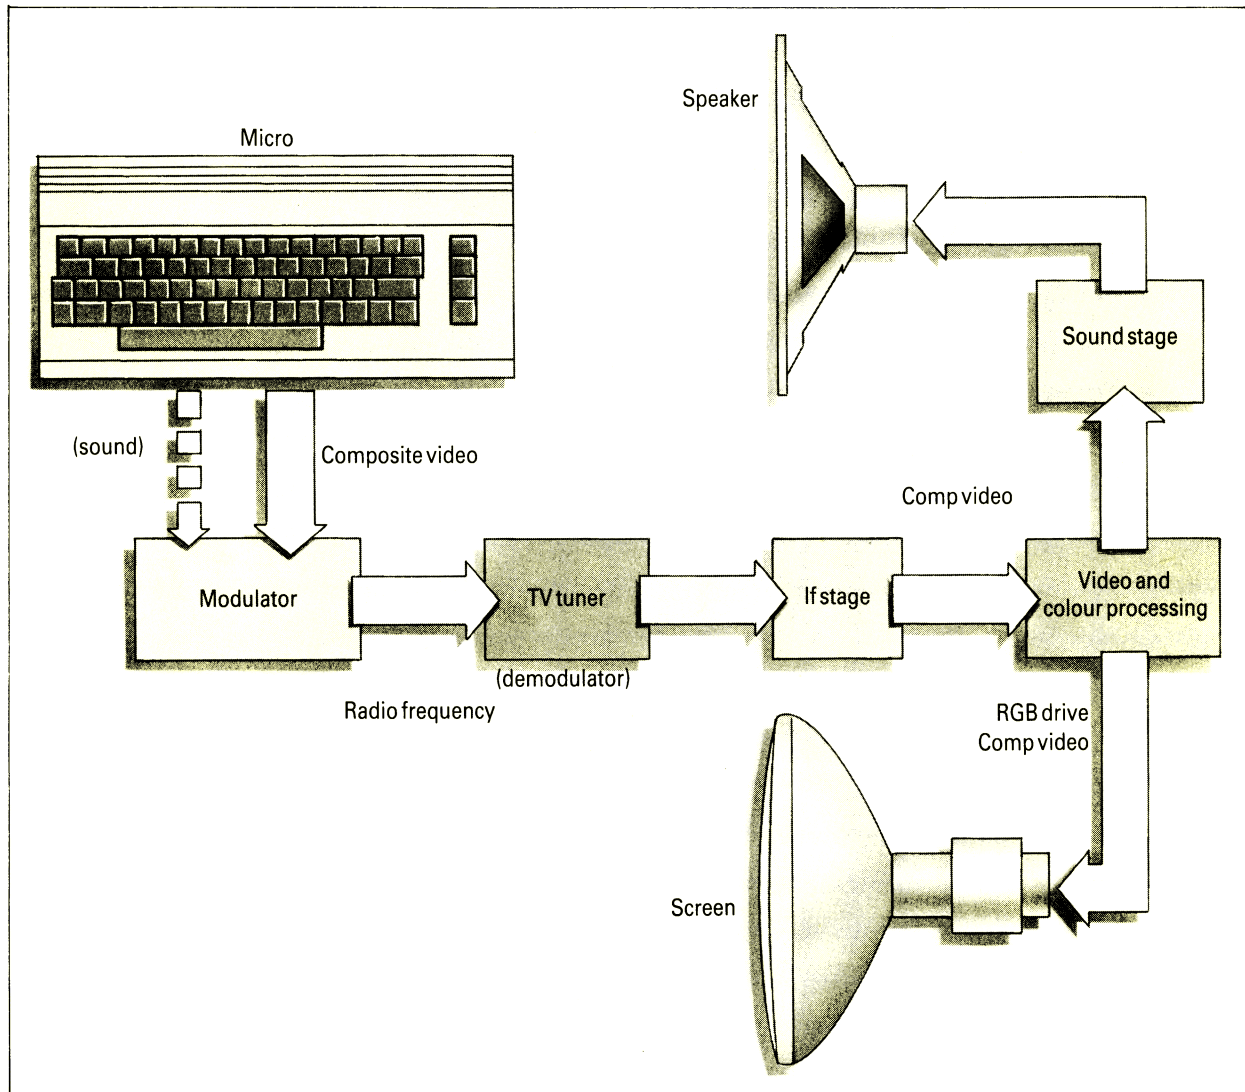 Speaker
Micro
Sound stage
(sound)
Composite video
Comp video
Modulator
TV tuner
If stage
Video and
colour processing
(demodulator)
Radio frequency
RGB drive
Comp video
Screen